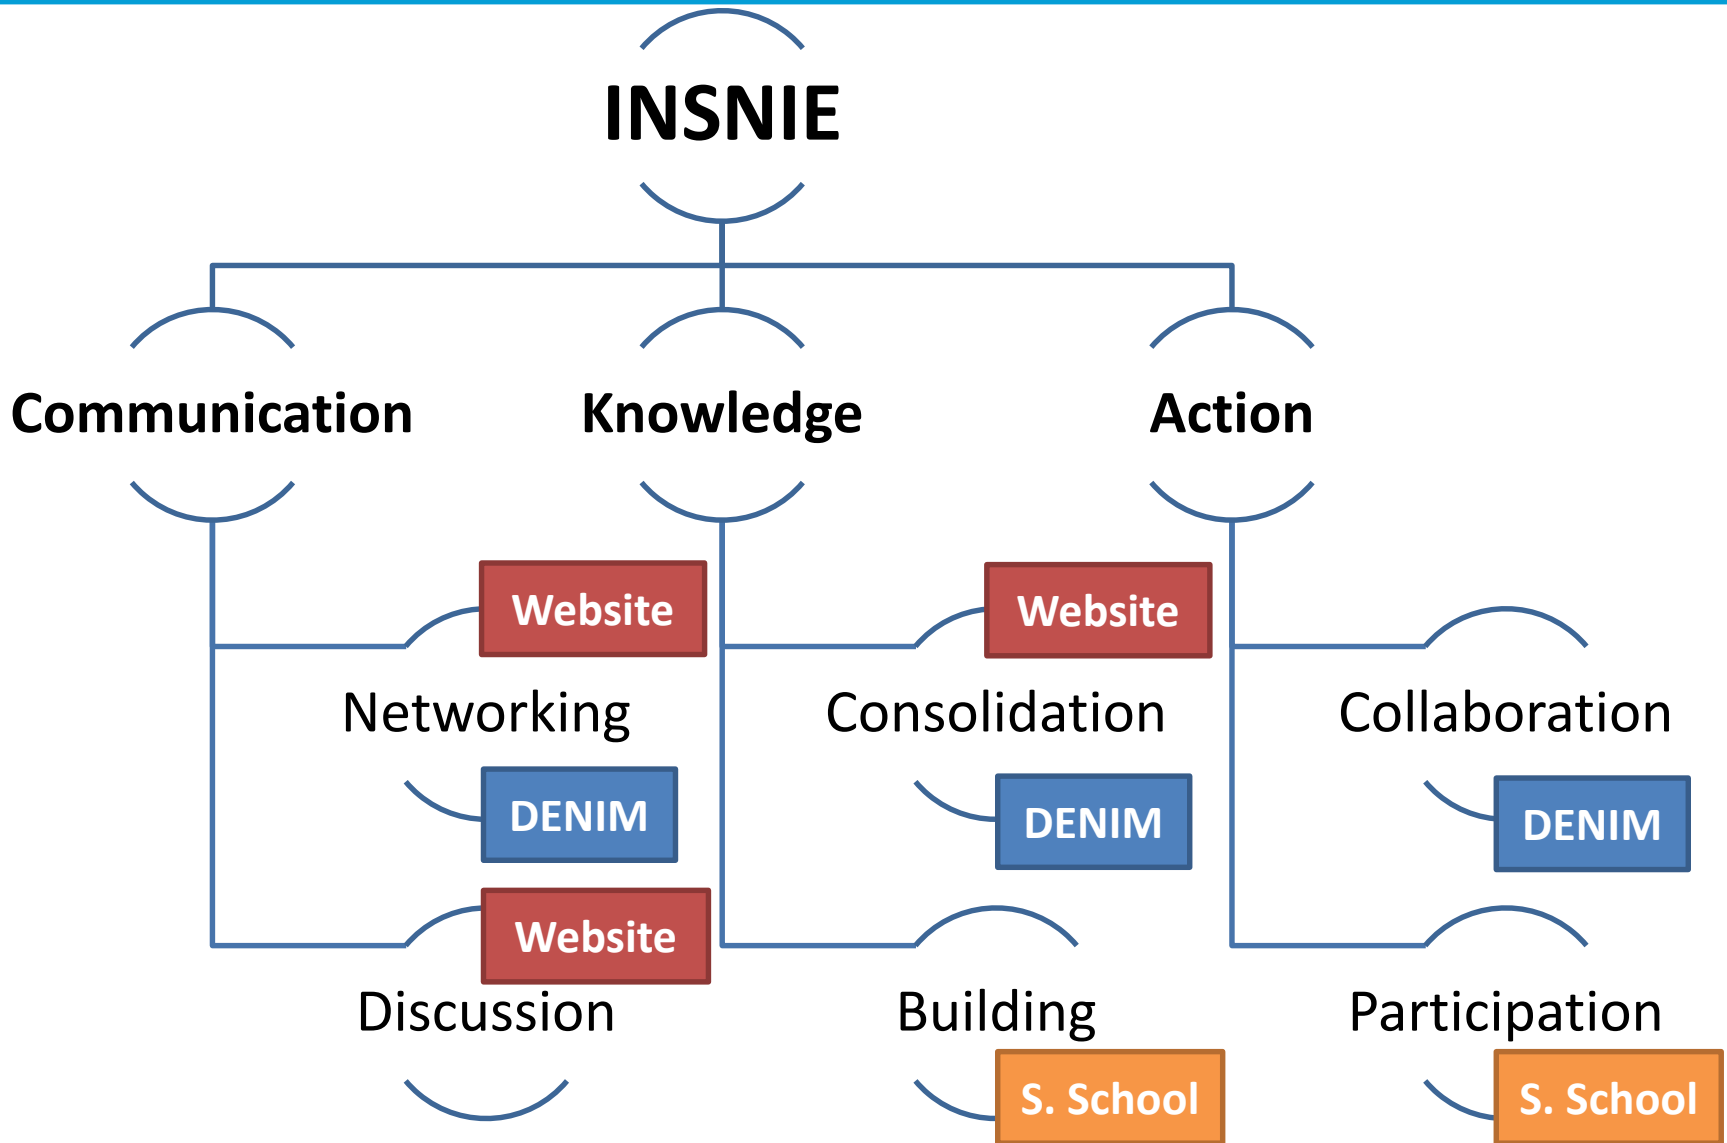 INSNIE
Communication
Knowledge
Action
Website
Website
Networking
Consolidation
Collaboration
DENIM
DENIM
DENIM
Website
Discussion
Building
Participation
S. School
S. School